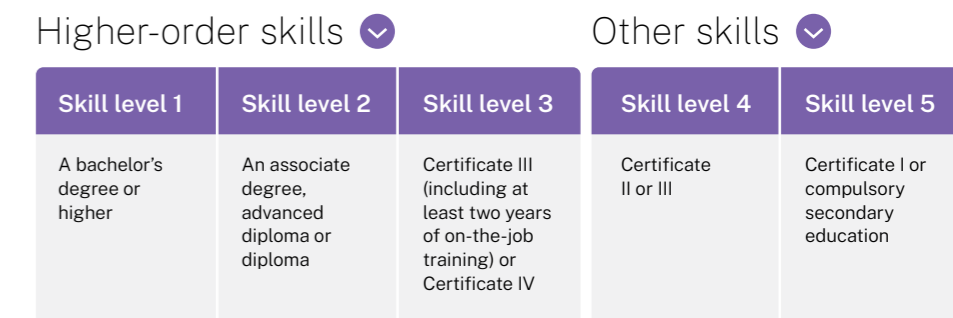 Higher-order skills
Other skills
Skill level 1
Skill level 2
Skill level 3
Skill level 4
Skill level 5
A bachelor's
degree or
higher
An associate
degree,
advanced
diploma or
diploma
Certificate III
(including at
least two years
of on-the-job
training) or
Certificate IV
Certificate
II or III
Certificate I or
compulsory
secondary
education